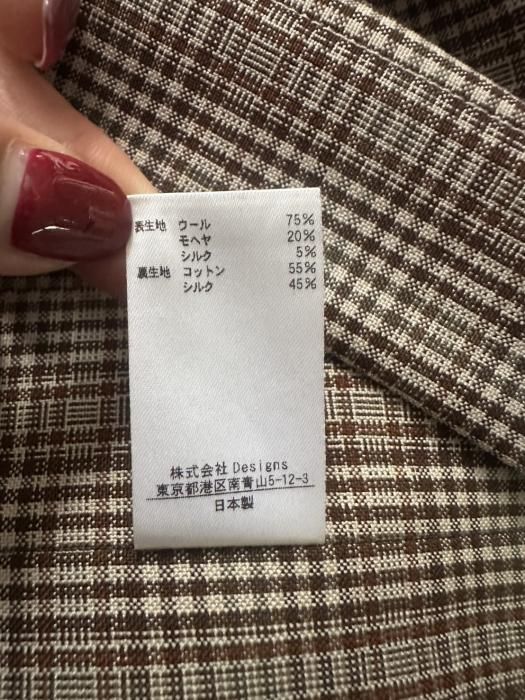 表生地 ウール 75%
モヘヤ 20%
シルク 5%
裏生地 コットン 55%
シルク 45%
株式会社 Designs
東京都港区南青山5-12-3
日本製